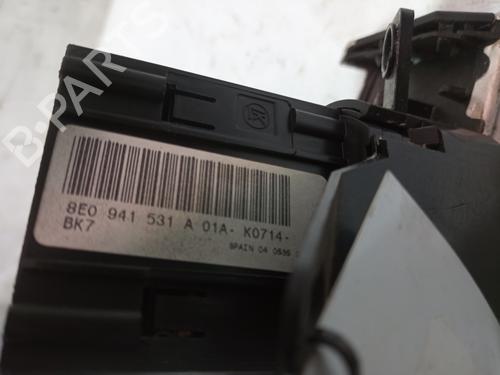 B-PARTS
8E0 941 531 A 01A- K0714-
BK7
SPAIN 04